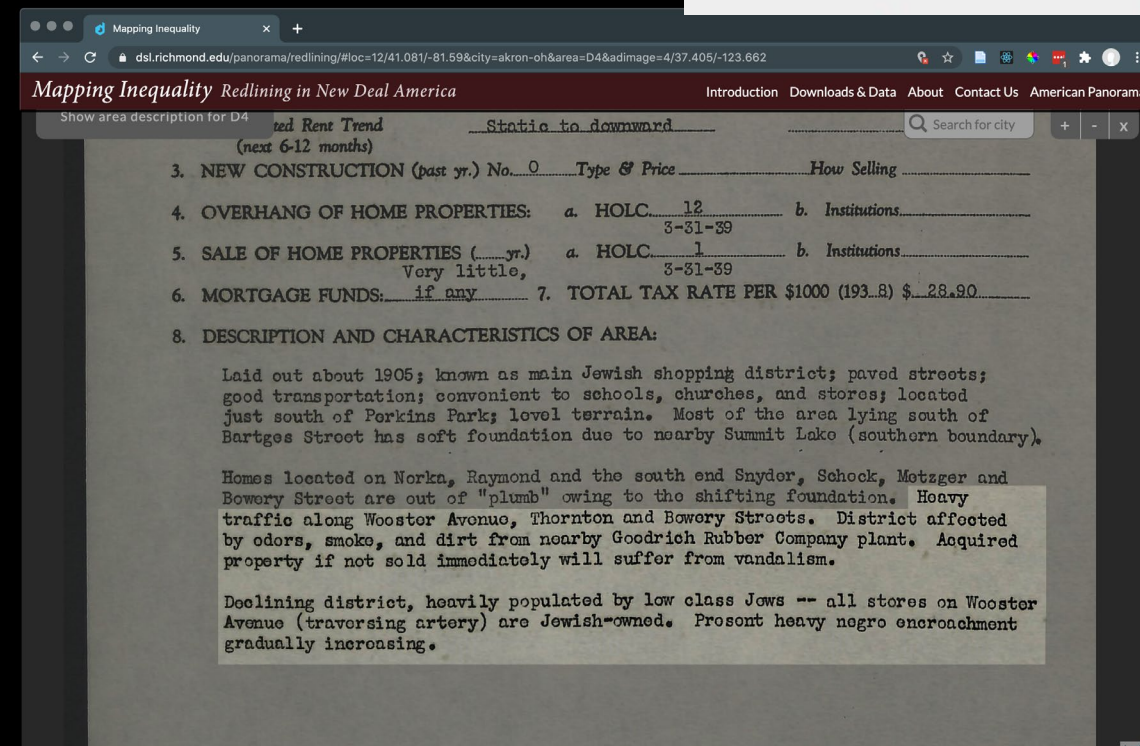 Mapping Inequality
dsl.richmond.edu/panorama/redlining/#loc=12/41.081/-81.59&city=akron-oh&area=D4&adimage=4/37.405/-123.662
Mapping Inequality Redlining in New Deal America Introduction Downloads & Data About Contact Us American Panorama
Show area description for D4
ted Rent Trend Static to downward Search for city + - x
(next 6-12 months)
3. NEW CONSTRUCTION (past yr.) No. 0 Type & Price How Selling
4. OVERHANG OF HOME PROPERTIES: a. HOLC 12 b. Institutions
3-31-39
5. SALE OF HOME PROPERTIES ( yr.) a. HOLC 1 b. Institutions
Very little, 3-31-39
6. MORTGAGE FUNDS: if any 7. TOTAL TAX RATE PER $1000 (193 8) $ 28.90
8. DESCRIPTION AND CHARACTERISTICS OF AREA:
Laid out about 1905; known as main Jewish shopping district; paved streets;
good transportation; convenient to schools, churches, and stores; located
just south of Perkins Park; level terrain. Most of the area lying south of
Bartges Street has soft foundation due to nearby Summit Lake (southern boundary).
Homes located on Norka, Raymond and the south end Snyder, Schock, Metzger and
Bowery Street are out of "plumb" owing to the shifting foundation. Heavy
traffic along Wooster Avenue, Thornton and Bowery Streets. District affected
by odors, smoke, and dirt from nearby Goodrich Rubber Company plant. Acquired
property if not sold immediately will suffer from vandalism.
Declining district, heavily populated by low class Jews -- all stores on Wooster
Avenue (traversing artery) are Jewish-owned. Present heavy negro encroachment
gradually increasing.